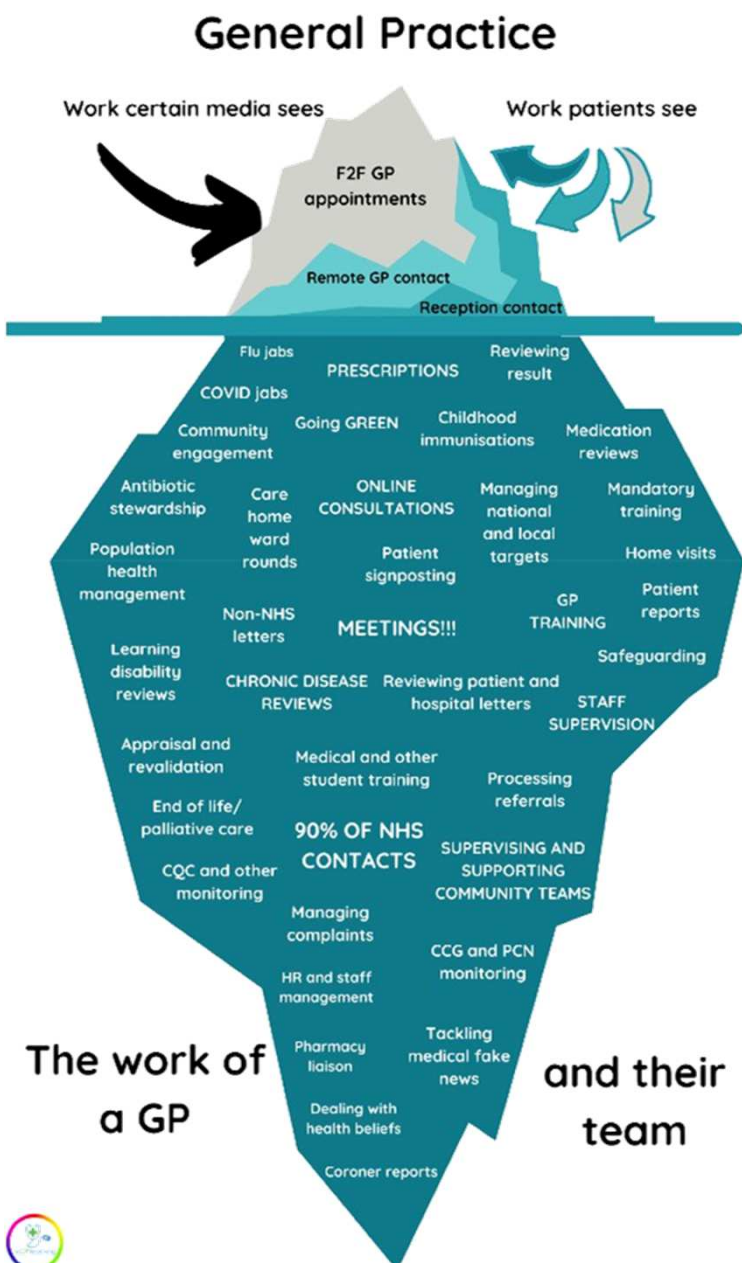 General Practice
Work certain media sees
Work patients see
F2F GP
appointments
Remote GP contact
Reception contact
Flu jabs
PRESCRIPTIONS
Reviewing
result
COVID jabs
Community
engagement
Going GREEN
Childhood
immunisations
Medication
reviews
Antibiotic
stewardship
Care
home
ward
rounds
ONLINE
CONSULTATIONS
Managing
national
and local
targets
Mandatory
training
Population
health
management
Patient
signposting
Home visits
Non-NHS
letters
MEETINGS!!!
GP
TRAINING
Patient
reports
Learning
disability
reviews
CHRONIC DISEASE
REVIEWS
Reviewing patient and
hospital letters
Safeguarding
STAFF
SUPERVISION
Appraisal and
revalidation
Medical and other
student training
Processing
referrals
End of life/
palliative care
90% OF NHS
CONTACTS
SUPERVISING AND
SUPPORTING
COMMUNITY TEAMS
CQC and other
monitoring
Managing
complaints
CCG and PCN
monitoring
HR and staff
management
Pharmacy
liaison
Tackling
medical fake
news
The work of
a GP
and their
team
Dealing with
health beliefs
Coroner reports